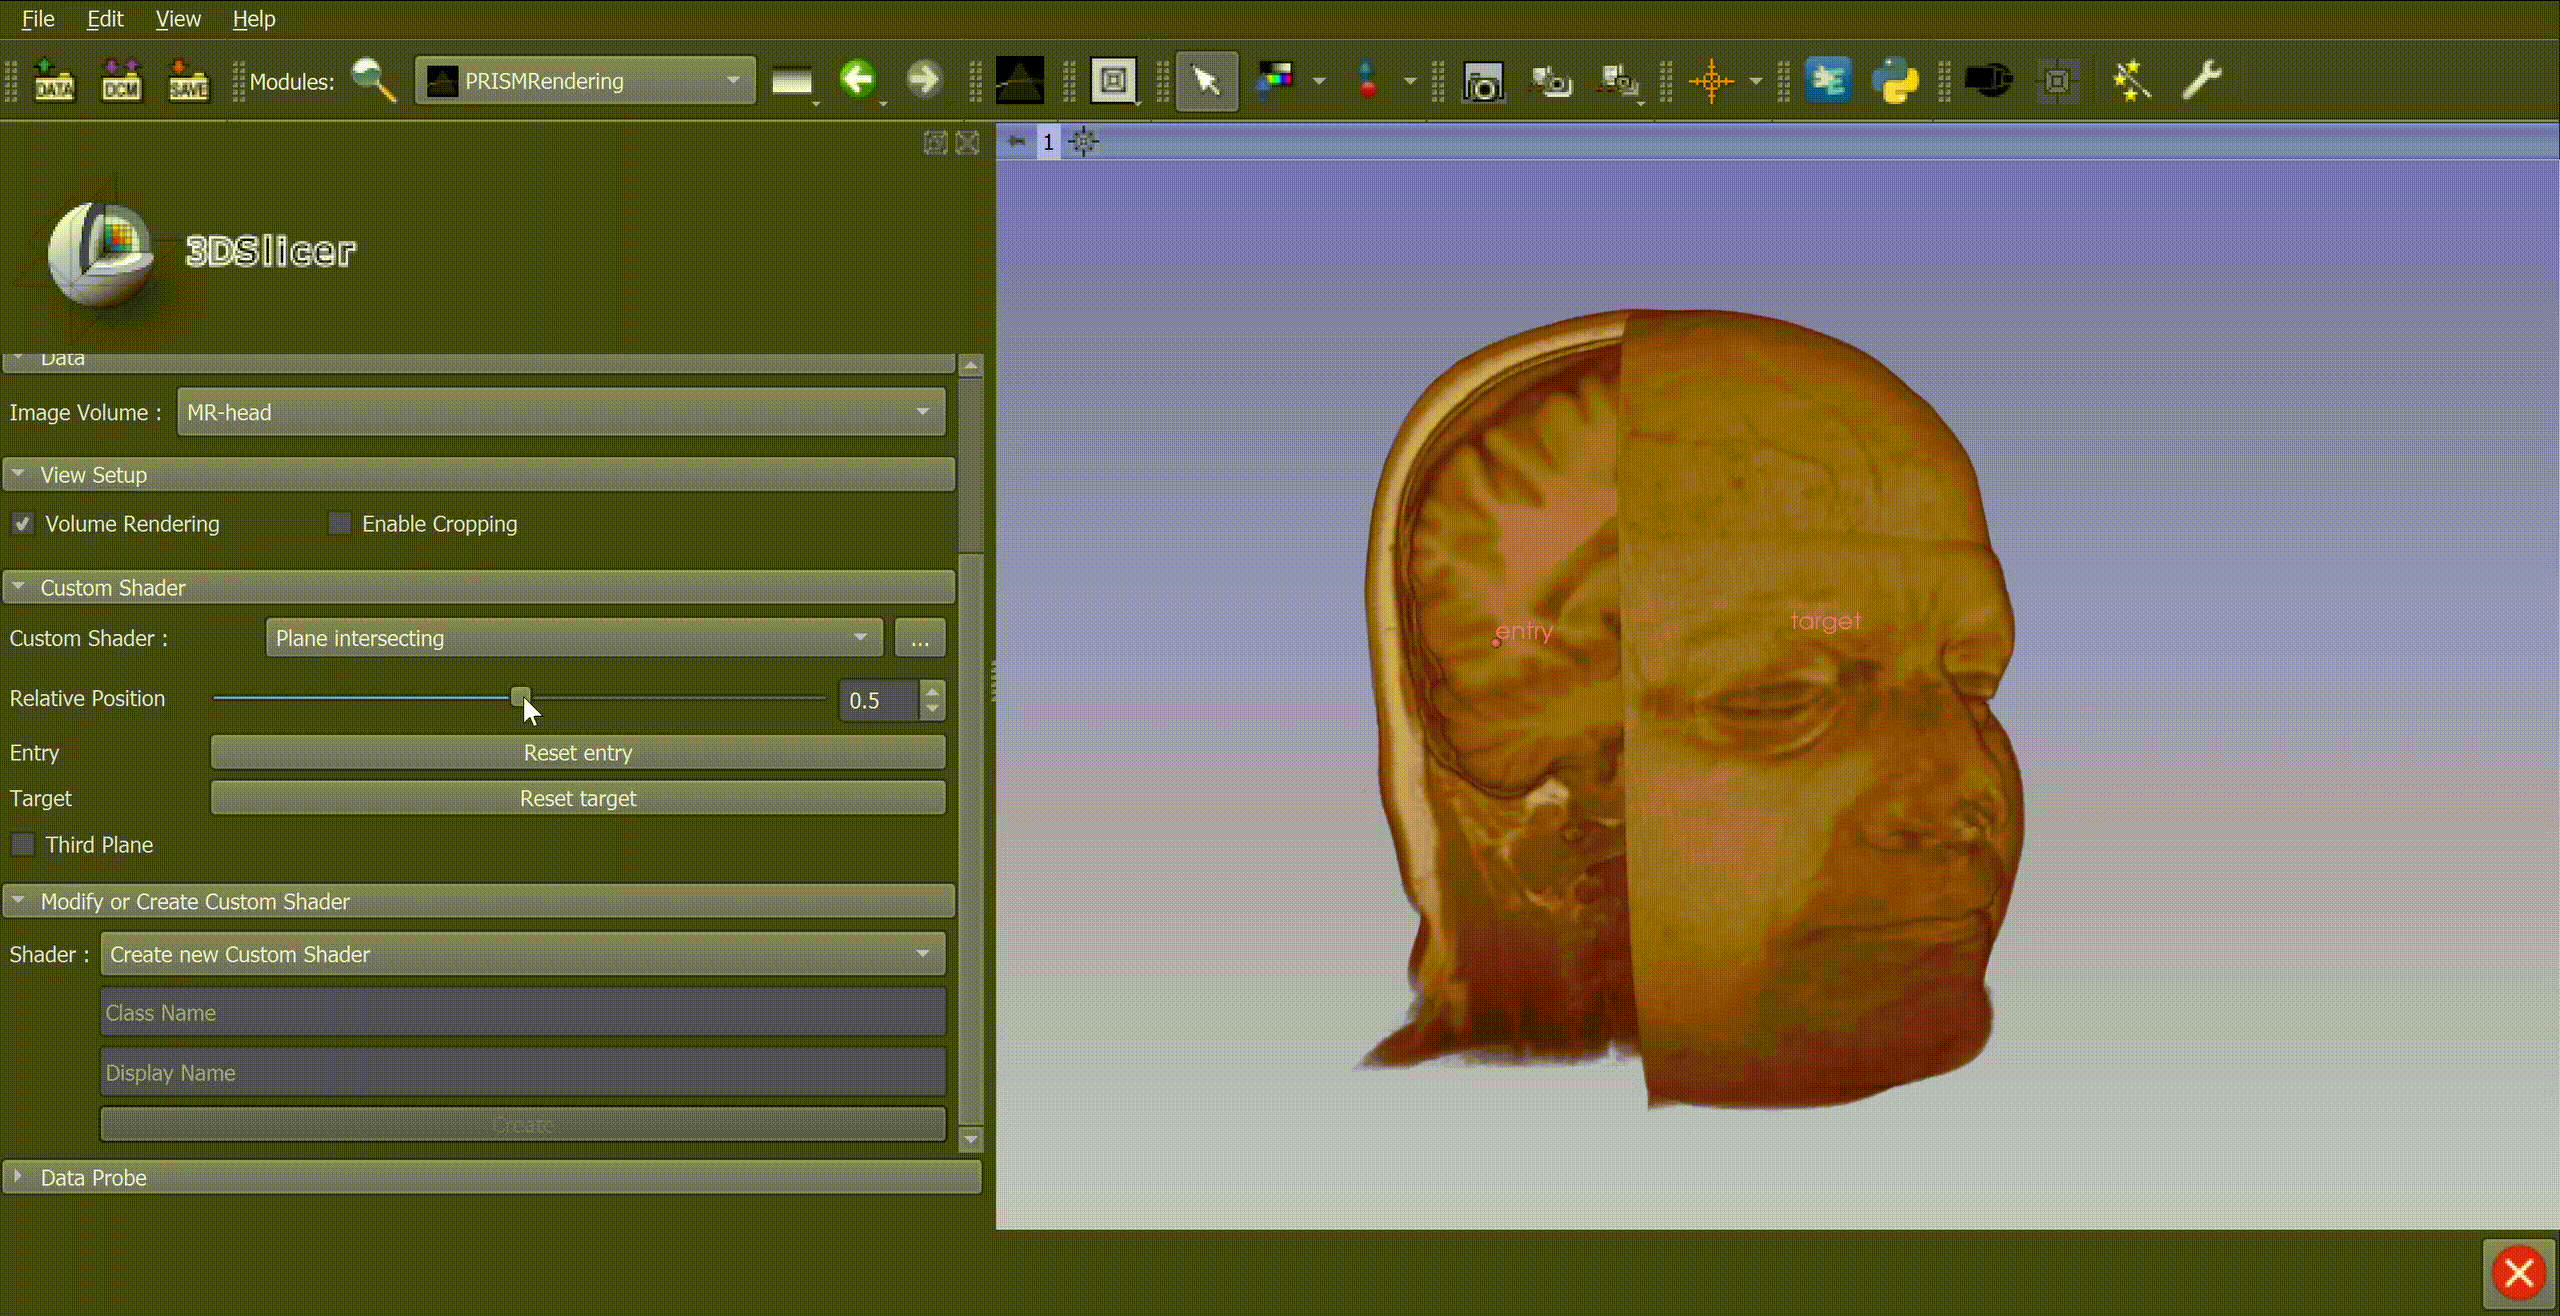 File Edit View Help
DATA DCM SAVE Modules: PRISMRendering
1
3DSlicer
Data
Image Volume : MR-head
View Setup
Volume Rendering Enable Cropping
Custom Shader
Custom Shader : Plane intersecting ...
Relative Position 0.5
Entry Reset entry
Target Reset target
Third Plane
Modify or Create Custom Shader
Shader : Create new Custom Shader
Class Name
Display Name
Create
Data Probe
entry
target